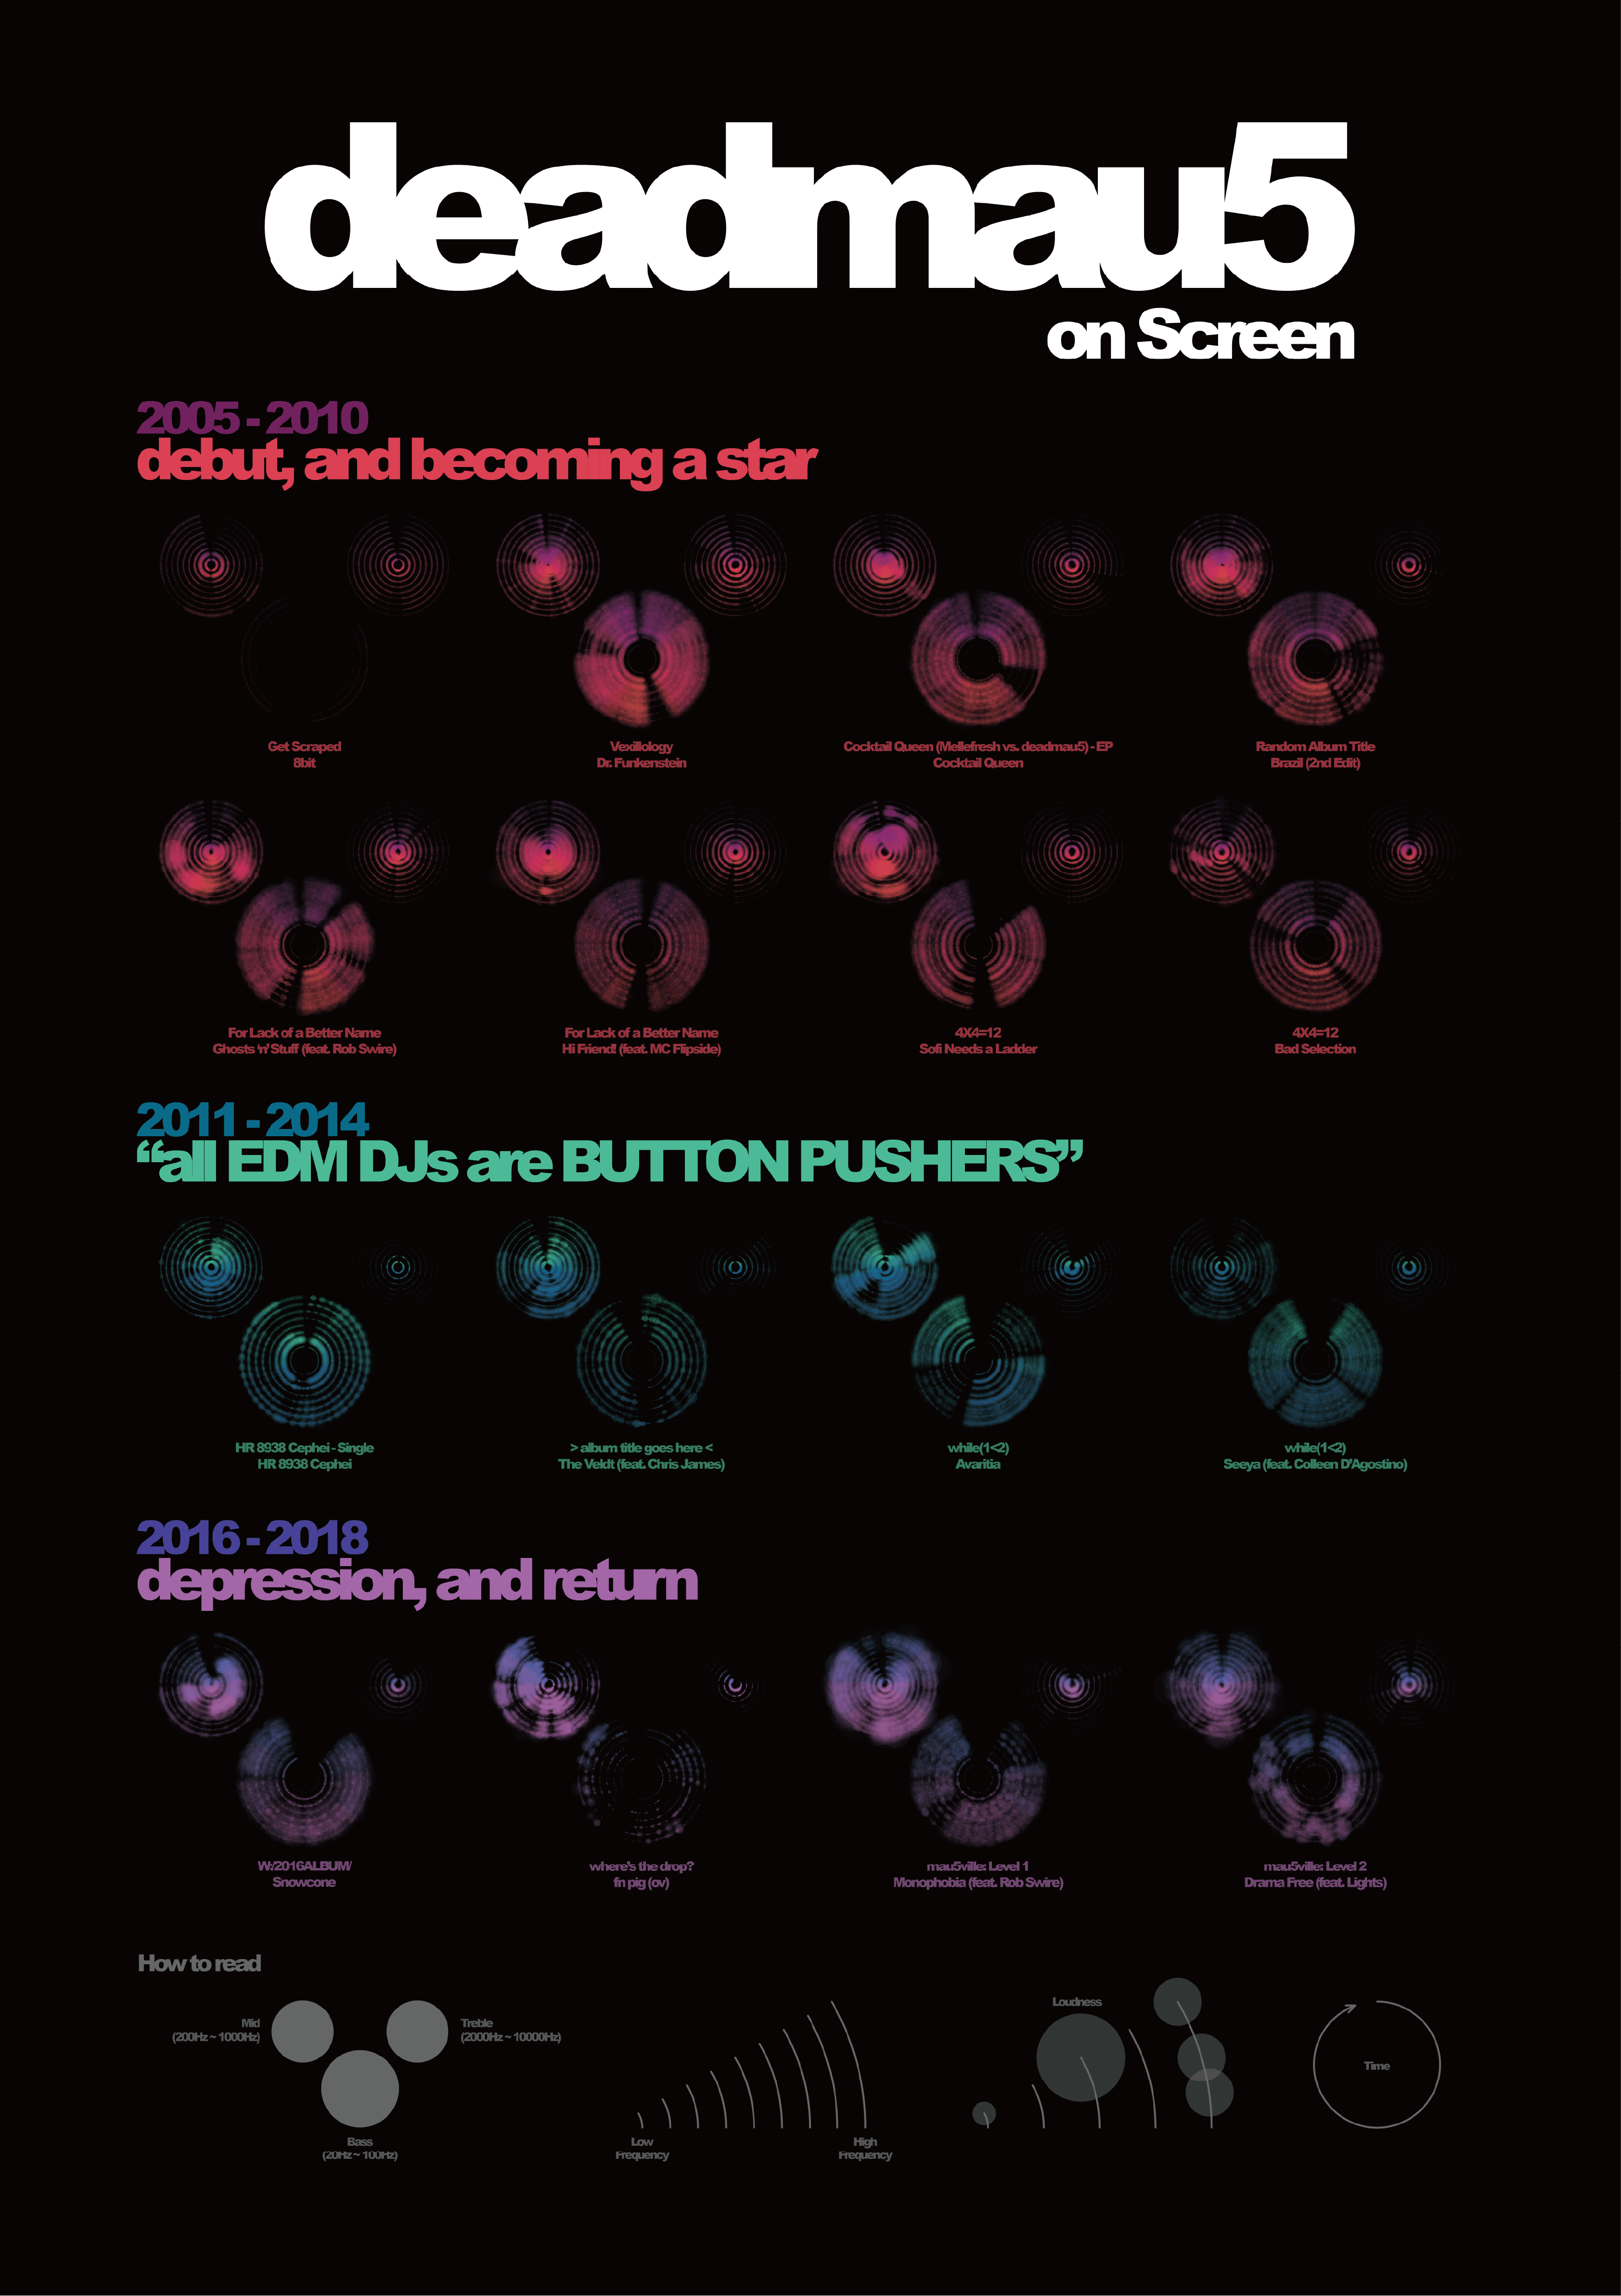 deadmau5
on Screen
2005 - 2010
debut, and becoming a star
Get Scraped
8bit
Vexillology
Dr. Funkenstein
Cocktail Queen (Mellefresh vs. deadmau5) - EP
Cocktail Queen
Random Album Title
Brazil (2nd Edit)
For Lack of a Better Name
Ghosts 'n' Stuff (feat. Rob Swire)
For Lack of a Better Name
Hi Friend! (feat. MC Flipside)
4X4=12
Sofi Needs a Ladder
4X4=12
Bad Selection
2011 - 2014
“all EDM DJs are BUTTON PUSHERS”
HR 8938 Cephei - Single
HR 8938 Cephei
> album title goes here <
The Veldt (feat. Chris James)
while(1<2)
Avaritia
while(1<2)
Seeya (feat. Colleen D'Agostino)
2016 - 2018
depression, and return
W:/2016ALBUM/
Snowcone
where's the drop?
fn pig (ov)
mau5ville: Level 1
Monophobia (feat. Rob Swire)
mau5ville: Level 2
Drama Free (feat. Lights)
How to read
Mid
(200Hz ~ 1000Hz)
Treble
(2000Hz ~ 10000Hz)
Bass
(20Hz ~ 100Hz)
Low
Frequency
High
Frequency
Loudness
Time